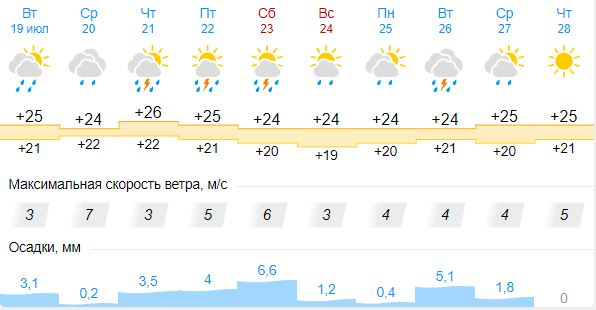 Вт Ср Чт Пт Сб Вс Пн Вт Ср Чт
19 июл 20 21 22 23 24 25 26 27 28
+25 +24 +26 +25 +24 +24 +24 +24 +25 +25
+21 +22 +22 +21 +20 +19 +21 +21 +20 +21
Максимальная скорость ветра, м/с
3 7 3 5 6 3 4 4 4 5
Осадки, мм
3,1 0,2 3,5 4 6,6 1,2 0,4 5,1 1,8 0